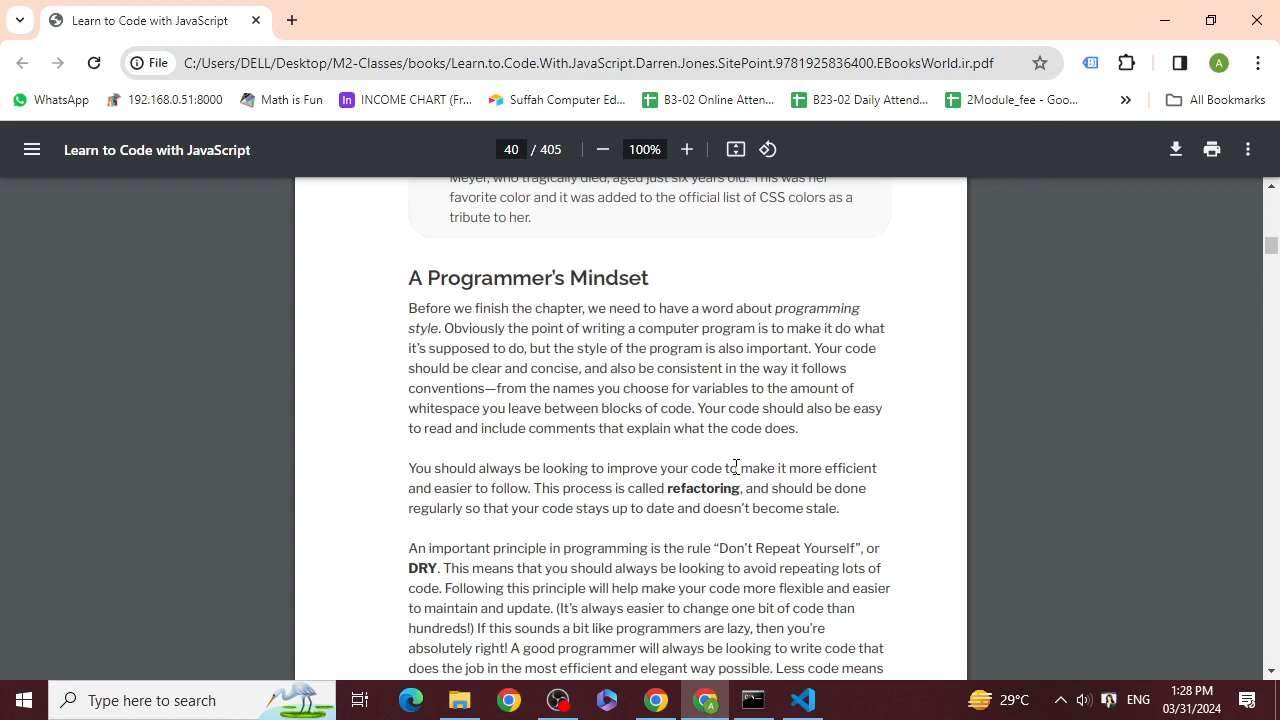 Learn to Code with JavaScript
File
C:/Users/DELL/Desktop/M2-Classes/books/Learn.to.Code.With.JavaScript.Darren.Jones.SitePoint.9781925836400.EBooksWorld.ir.pdf
A
WhatsApp
192.168.0.51:8000
Math is Fun
In INCOME CHART (Fr...
Suffah Computer Ed...
B3-02 Online Atten...
B23-02 Daily Attend...
2Module_fee - Goo...
»
All Bookmarks
Learn to Code with JavaScript
40 / 405
100%
Meyer, who tragically died, aged just six years old. This was her
favorite color and it was added to the official list of CSS colors as a
tribute to her.
A Programmer's Mindset
Before we finish the chapter, we need to have a word about programming
style. Obviously the point of writing a computer program is to make it do what
it's supposed to do, but the style of the program is also important. Your code
should be clear and concise, and also be consistent in the way it follows
conventions—from the names you choose for variables to the amount of
whitespace you leave between blocks of code. Your code should also be easy
to read and include comments that explain what the code does.
You should always be looking to improve your code to make it more efficient
and easier to follow. This process is called refactoring, and should be done
regularly so that your code stays up to date and doesn't become stale.
An important principle in programming is the rule “Don't Repeat Yourself”, or
DRY. This means that you should always be looking to avoid repeating lots of
code. Following this principle will help make your code more flexible and easier
to maintain and update. (It's always easier to change one bit of code than
hundreds!) If this sounds a bit like programmers are lazy, then you're
absolutely right! A good programmer will always be looking to write code that
does the job in the most efficient and elegant way possible. Less code means
Type here to search
A
29°C
ENG
1:28 PM
03/31/2024